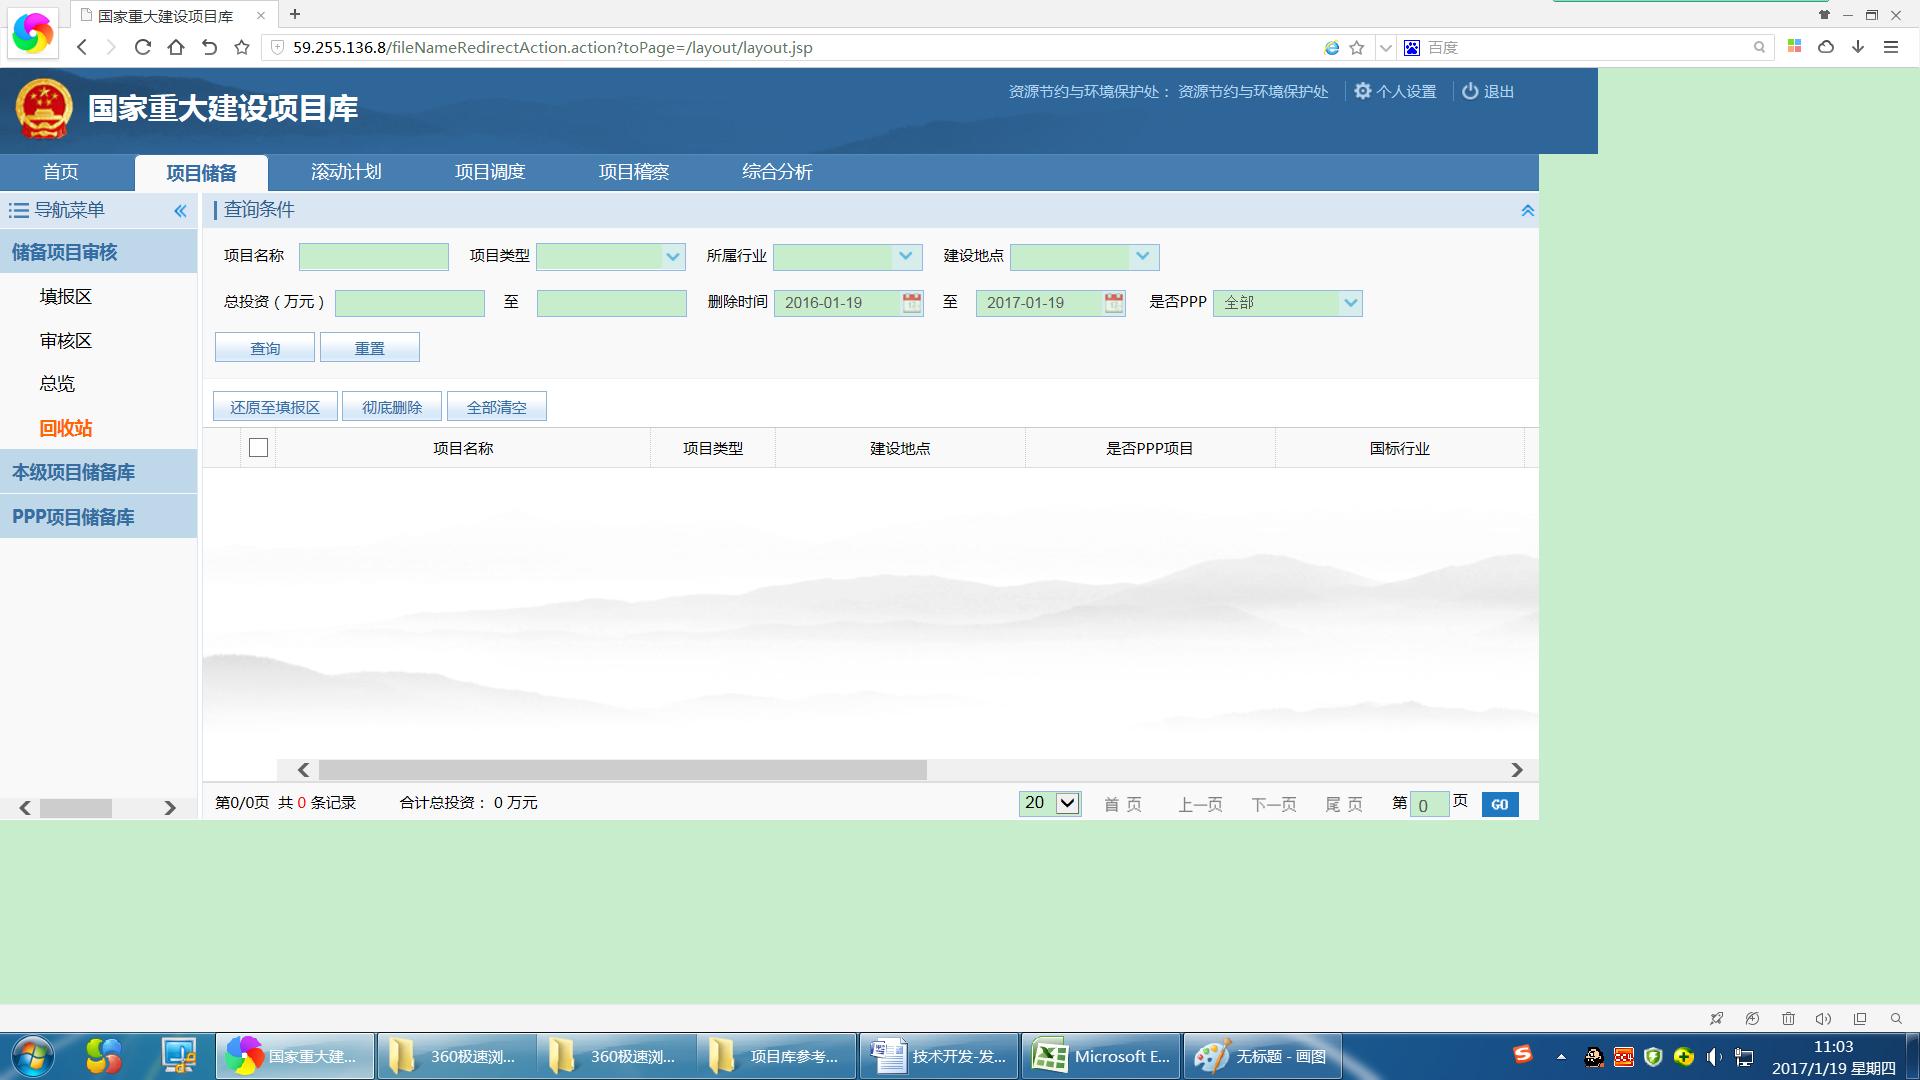 国家重大建设项目库
59.255.136.8/fileNameRedirectAction.action?toPage=/layout/layout.jsp
百度
国家重大建设项目库
资源节约与环境保护处： 资源节约与环境保护处
个人设置
退出
首页
项目储备
滚动计划
项目调度
项目稽察
综合分析
导航菜单
查询条件
储备项目审核
填报区
审核区
总览
回收站
本级项目储备库
PPP项目储备库
项目名称 项目类型 所属行业 建设地点
总投资（万元） 至 删除时间 2016-01-19 至 2017-01-19 是否PPP 全部
查询 重置
还原至填报区 彻底删除 全部清空
项目名称 项目类型 建设地点 是否PPP项目 国标行业
第0/0页 共 0 条记录 合计总投资： 0 万元
20 首 页 上一页 下一页 尾 页 第 0 页 GO
国家重大建...
360极速浏...
360极速浏...
项目库参考...
技术开发-发...
Microsoft E...
无标题 - 画图
11:03
2017/1/19 星期四